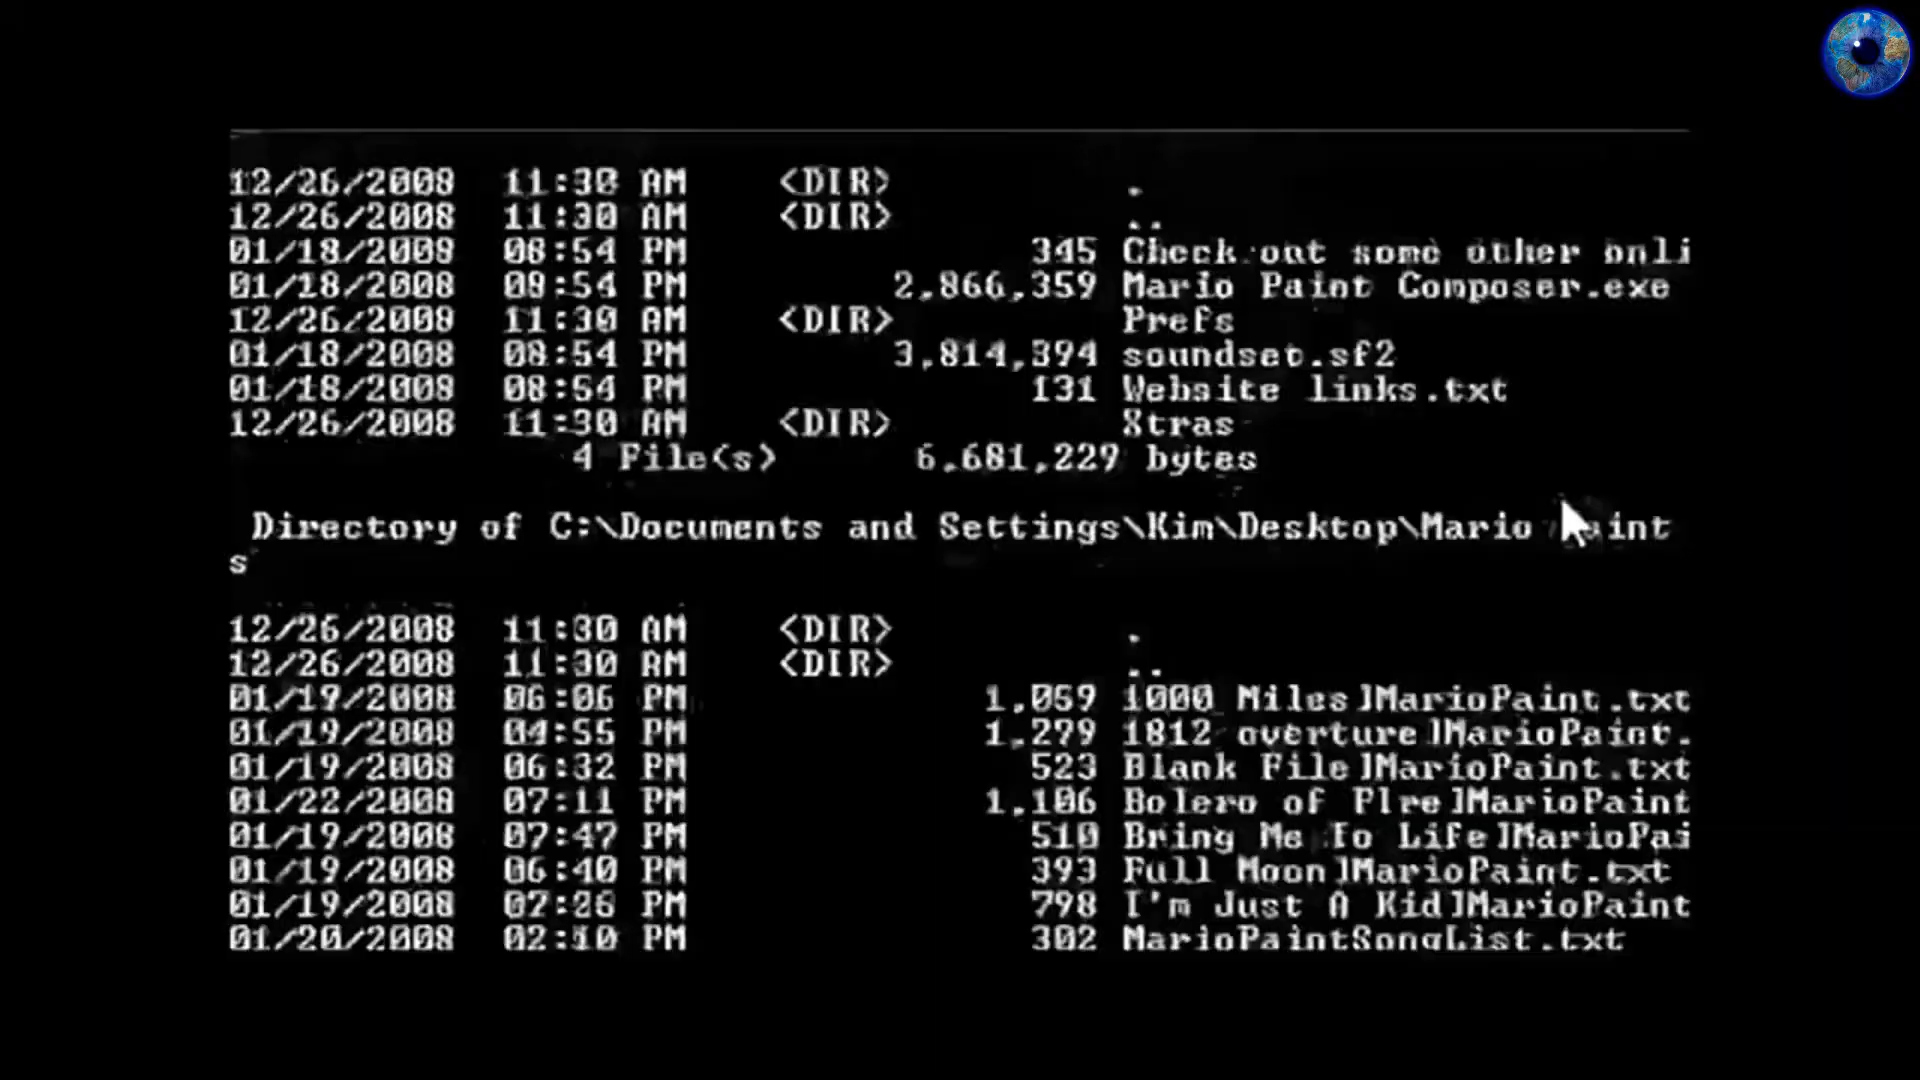 12/26/2008  11:30 AM    <DIR>          .
12/26/2008  11:30 AM    <DIR>          ..
01/18/2008  08:54 PM               345 Check out some other onli
01/18/2008  08:54 PM         2,866,359 Mario Paint Composer.exe
12/26/2008  11:30 AM    <DIR>          Prefs
01/18/2008  08:54 PM         3,814,394 soundset.sf2
01/18/2008  08:54 PM               131 Website links.txt
12/26/2008  11:30 AM    <DIR>          Xtras
4 File(s)      6,681,229 bytes
Directory of C:\Documents and Settings\Kim\Desktop\Mario Paint
s
12/26/2008  11:30 AM    <DIR>          .
12/26/2008  11:30 AM    <DIR>          ..
01/19/2008  06:06 PM             1,059 1000 Miles]MarioPaint.txt
01/19/2008  04:55 PM             1,279 1812 overture]MarioPaint.
01/19/2008  06:32 PM               523 Blank File]MarioPaint.txt
01/22/2008  07:11 PM             1,106 Bolero of FIre]MarioPaint
01/19/2008  07:47 PM               510 Bring Me To Life]MarioPai
01/19/2008  06:40 PM               393 Full Moon]MarioPaint.txt
01/19/2008  07:26 PM               798 I'm Just A Kid]MarioPaint
01/20/2008  02:10 PM               302 MarioPaintSongList.txt